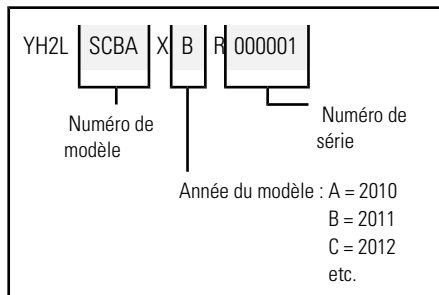 YH2L SCBA X B R 000001
Numéro de
modèle
Numéro de
série
Année du modèle : A = 2010
B = 2011
C = 2012
etc.